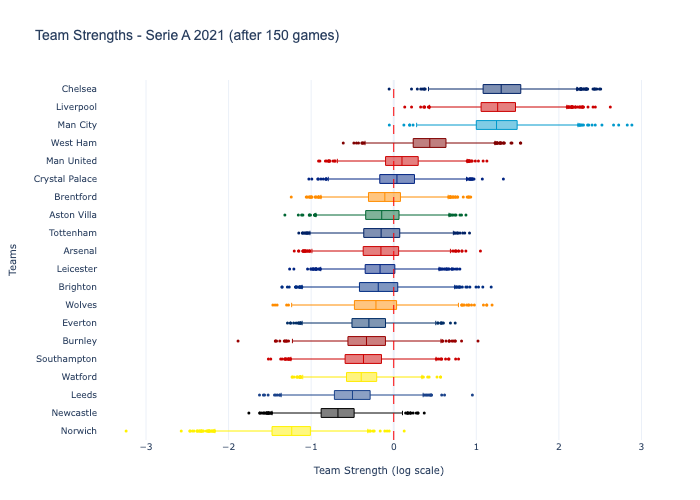 Team Strengths - Serie A 2021 (after 150 games)
Chelsea
Liverpool
Man City
West Ham
Man United
Crystal Palace
Brentford
Aston Villa
Tottenham
Arsenal
Leicester
Brighton
Wolves
Everton
Burnley
Southampton
Watford
Leeds
Newcastle
Norwich
Teams
−3 −2 −1 0 1 2 3
Team Strength (log scale)